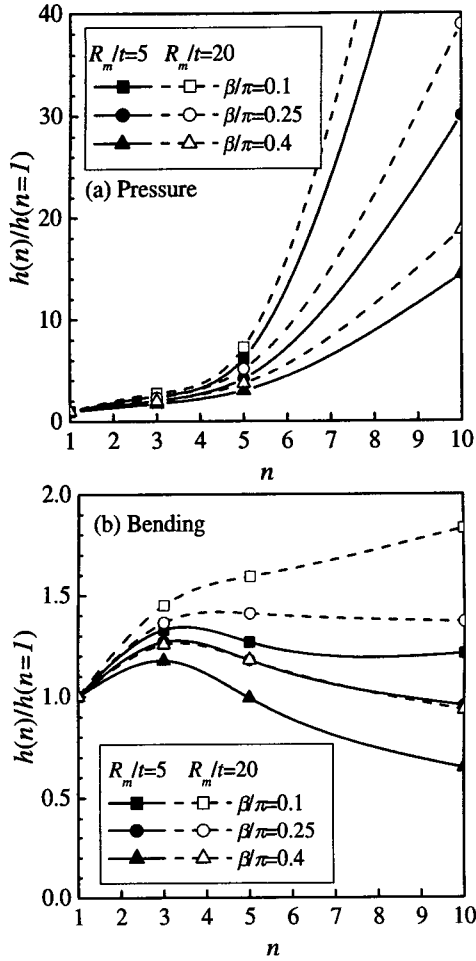 40
30
20
10
0
h(n)/h(n=1)
R_m/t=5 R_m/t=20
β/π=0.1
β/π=0.25
β/π=0.4
(a) Pressure
1 2 3 4 5 6 7 8 9 10
n
2.0
1.5
1.0
0.5
0.0
h(n)/h(n=1)
(b) Bending
R_m/t=5 R_m/t=20
β/π=0.1
β/π=0.25
β/π=0.4
1 2 3 4 5 6 7 8 9 10
n